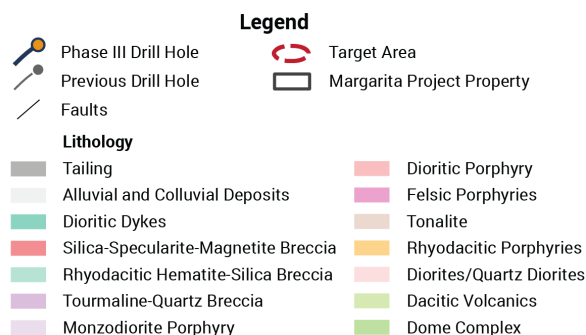 Legend
Phase III Drill Hole
Previous Drill Hole
Faults
Target Area
Margarita Project Property
Lithology
Tailing
Alluvial and Colluvial Deposits
Dioritic Dykes
Silica-Specularite-Magnetite Breccia
Rhyodacitic Hematite-Silica Breccia
Tourmaline-Quartz Breccia
Monzodiorite Porphyry
Dioritic Porphyry
Felsic Porphyries
Tonalite
Rhyodacitic Porphyries
Diorites/Quartz Diorites
Dacitic Volcanics
Dome Complex